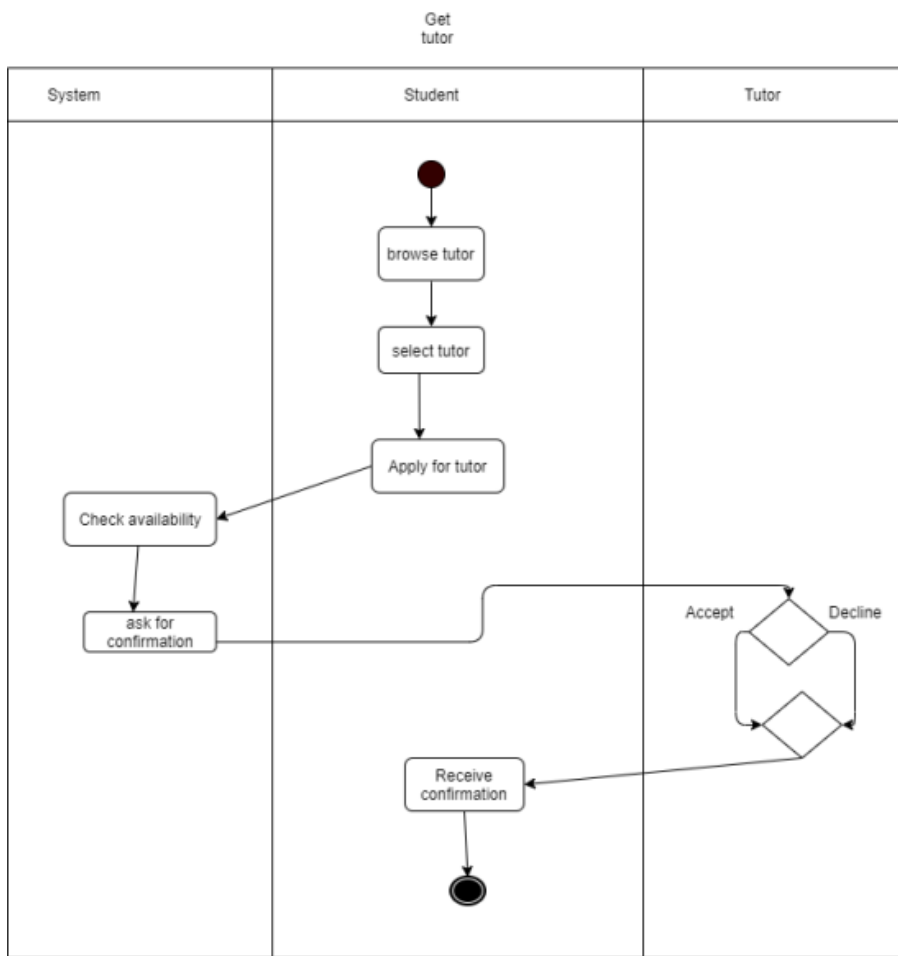 Get
tutor
System
Student
Tutor
browse tutor
select tutor
Apply for tutor
Check availability
ask for
confirmation
Accept
Decline
Receive
confirmation